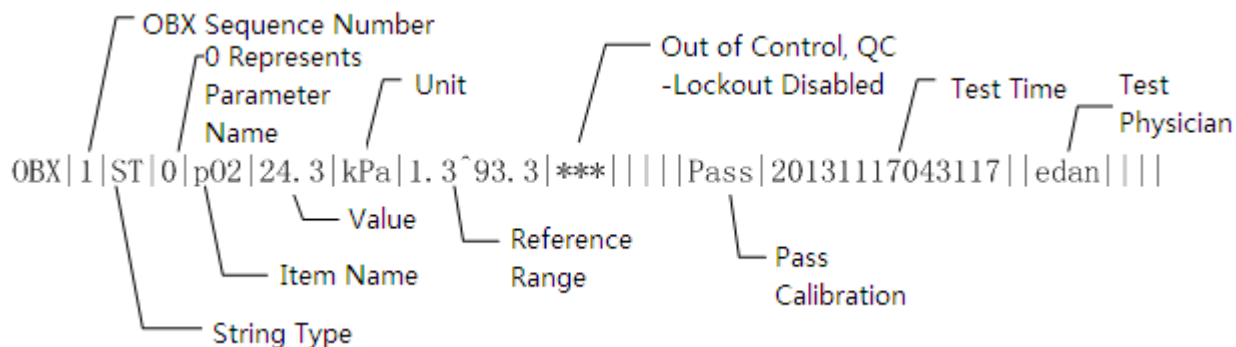 OBX Sequence Number
0 Represents
Parameter
Name
Unit
Out of Control, QC
-Lockout Disabled
Test Time
Test
Physician
OBX|1|ST|0|pO2|24.3|kPa|1.3^93.3|***||||||Pass|20131117043117||edan||||
Value
Reference
Range
Pass
Calibration
Item Name
String Type